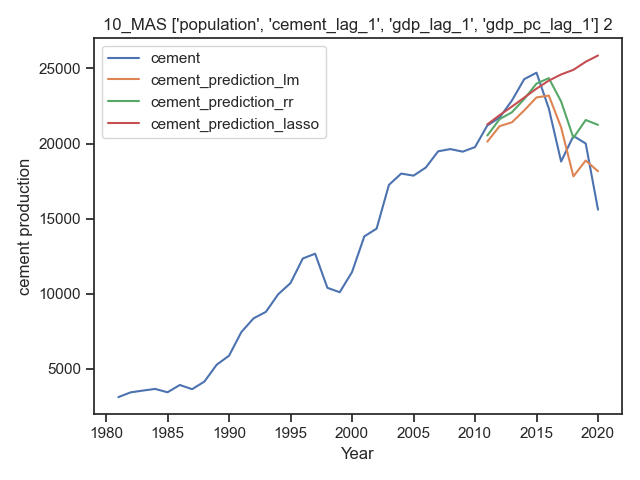 10_MAS ['population', 'cement_lag_1', 'gdp_lag_1', 'gdp_pc_lag_1'] 2
cement
cement_prediction_lm
cement_prediction_rr
cement_prediction_lasso
25000
20000
15000
10000
5000
cement production
1980 1985 1990 1995 2000 2005 2010 2015 2020
Year